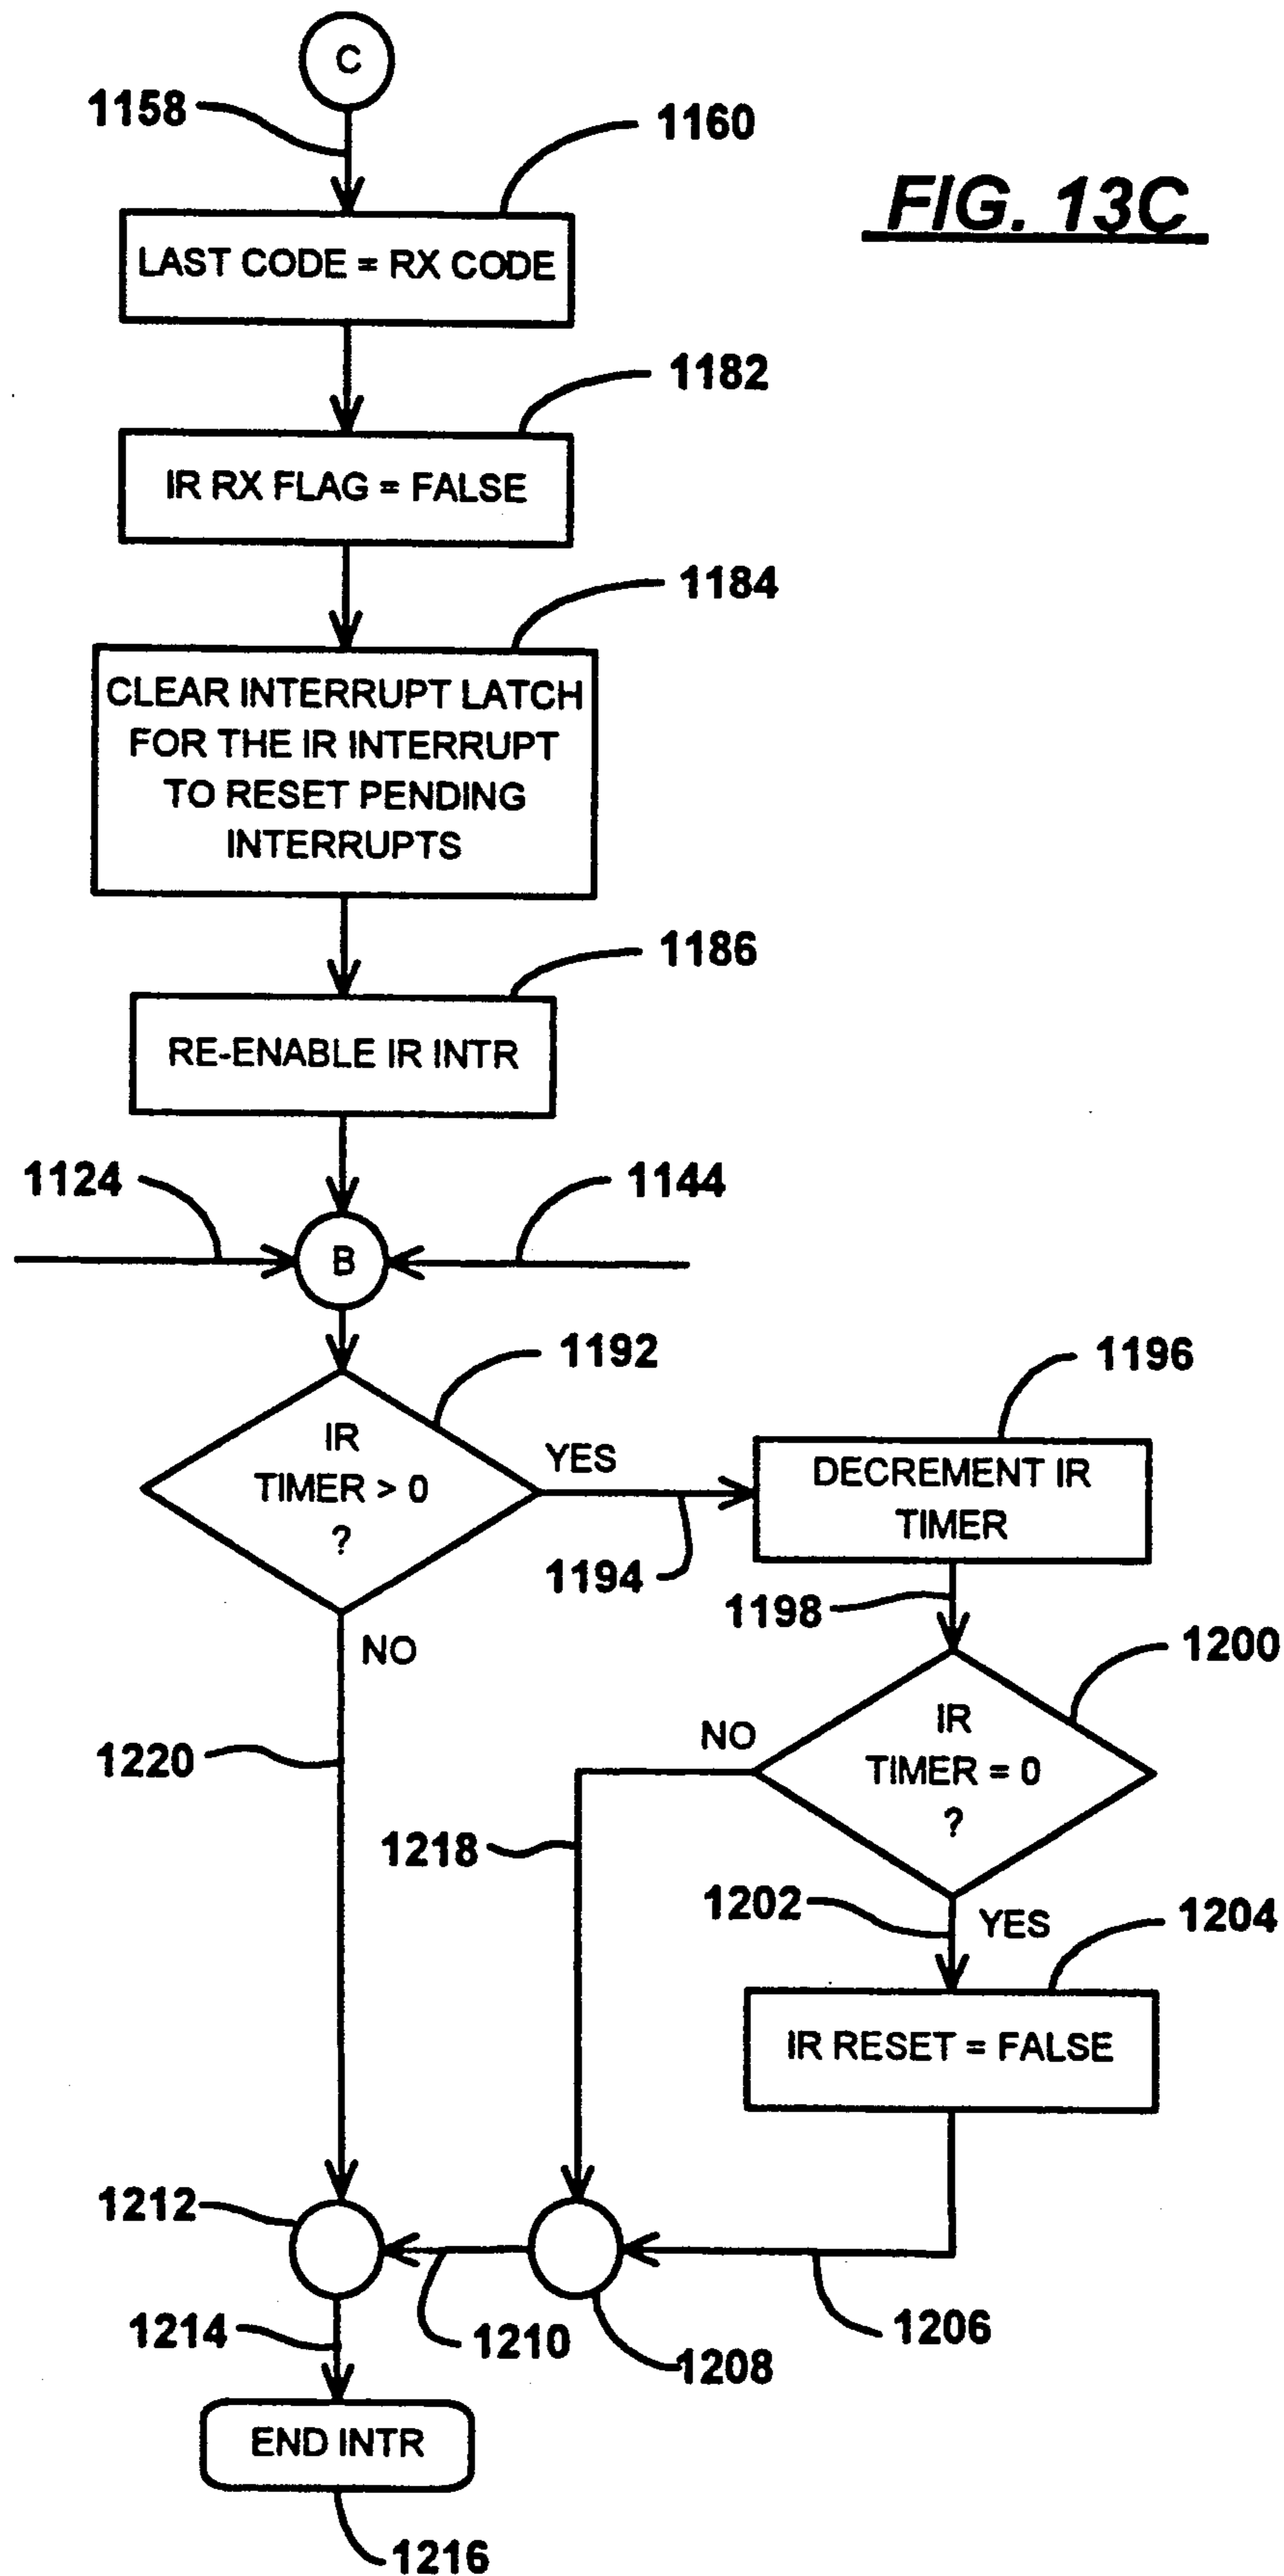 C
1158
1160
FIG. 13C
LAST CODE = RX CODE
1182
IR RX FLAG = FALSE
1184
CLEAR INTERRUPT LATCH
FOR THE IR INTERRUPT
TO RESET PENDING
INTERRUPTS
1186
RE-ENABLE IR INTR
1124
1144
B
1192
1196
IR
TIMER > 0
?
YES
DECREMENT IR
TIMER
1194
1198
NO
1200
IR
TIMER = 0
?
NO
1220
1218
1202
YES
1204
IR RESET = FALSE
1212
1214
1210
1208
1206
END INTR
1216